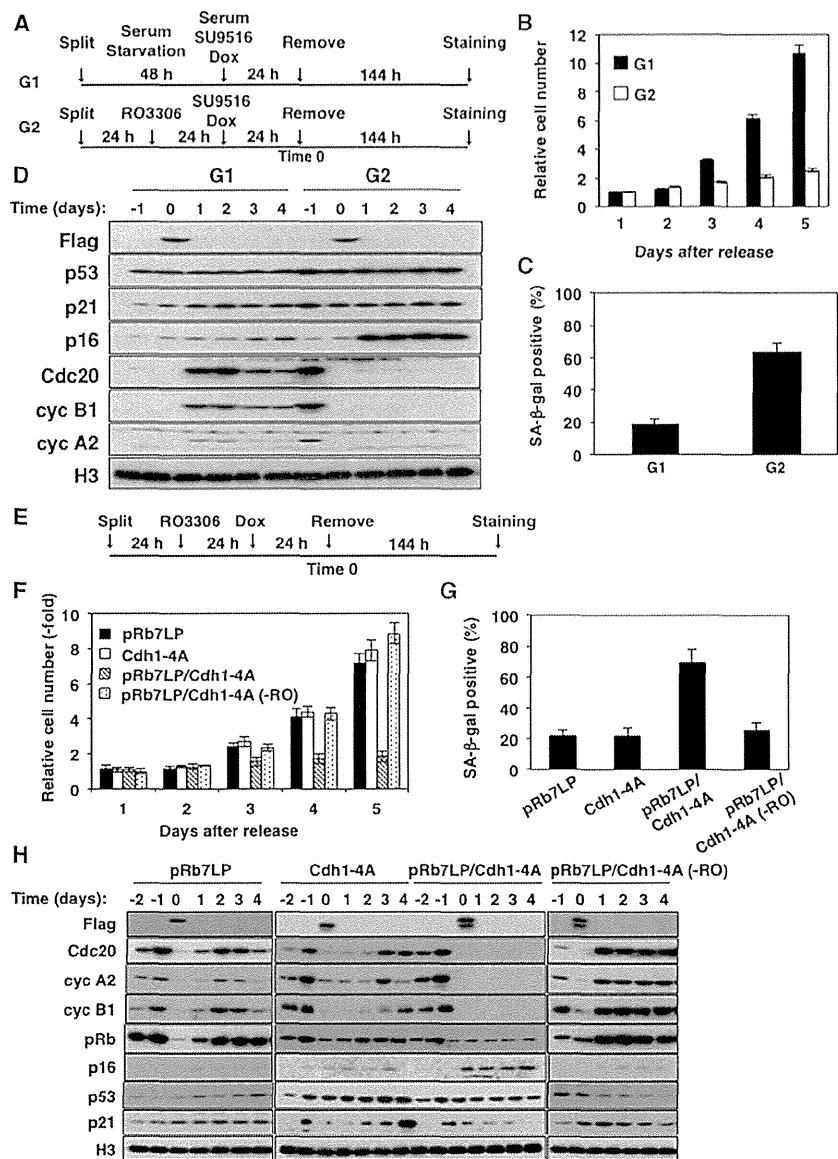 A
Split Serum Starvation Serum SU9516 Dox Remove Staining
G1 48 h 24 h 144 h
Split RO3306 SU9516 Dox Remove Staining
G2 24 h 24 h 24 h 144 h
Time 0
B
Relative cell number
12
10
8
6
4
2
0
G1
G2
1 2 3 4 5
Days after release
C
SA-β-gal positive (%)
100
80
60
40
20
0
G1 G2
D
G1 G2
Time (days): -1 0 1 2 3 4 -1 0 1 2 3 4
Flag
p53
p21
p16
Cdc20
cyc B1
cyc A2
H3
E
Split RO3306 Dox Remove Staining
24 h 24 h 24 h 144 h
Time 0
F
Relative cell number (-fold)
10
8
6
4
2
0
pRb7LP
Cdh1-4A
pRb7LP/Cdh1-4A
pRb7LP/Cdh1-4A (-RO)
1 2 3 4 5
Days after release
G
SA-β-gal positive (%)
100
80
60
40
20
0
pRb7LP
Cdh1-4A
pRb7LP/
Cdh1-4A
pRb7LP/
Cdh1-4A (-RO)
H
pRb7LP Cdh1-4A pRb7LP/Cdh1-4A pRb7LP/Cdh1-4A (-RO)
Time (days): -2 -1 0 1 2 3 4 -2 -1 0 1 2 3 4 -2 -1 0 1 2 3 4 -1 0 1 2 3 4
Flag
Cdc20
cyc A2
cyc B1
pRb
p16
p53
p21
H3